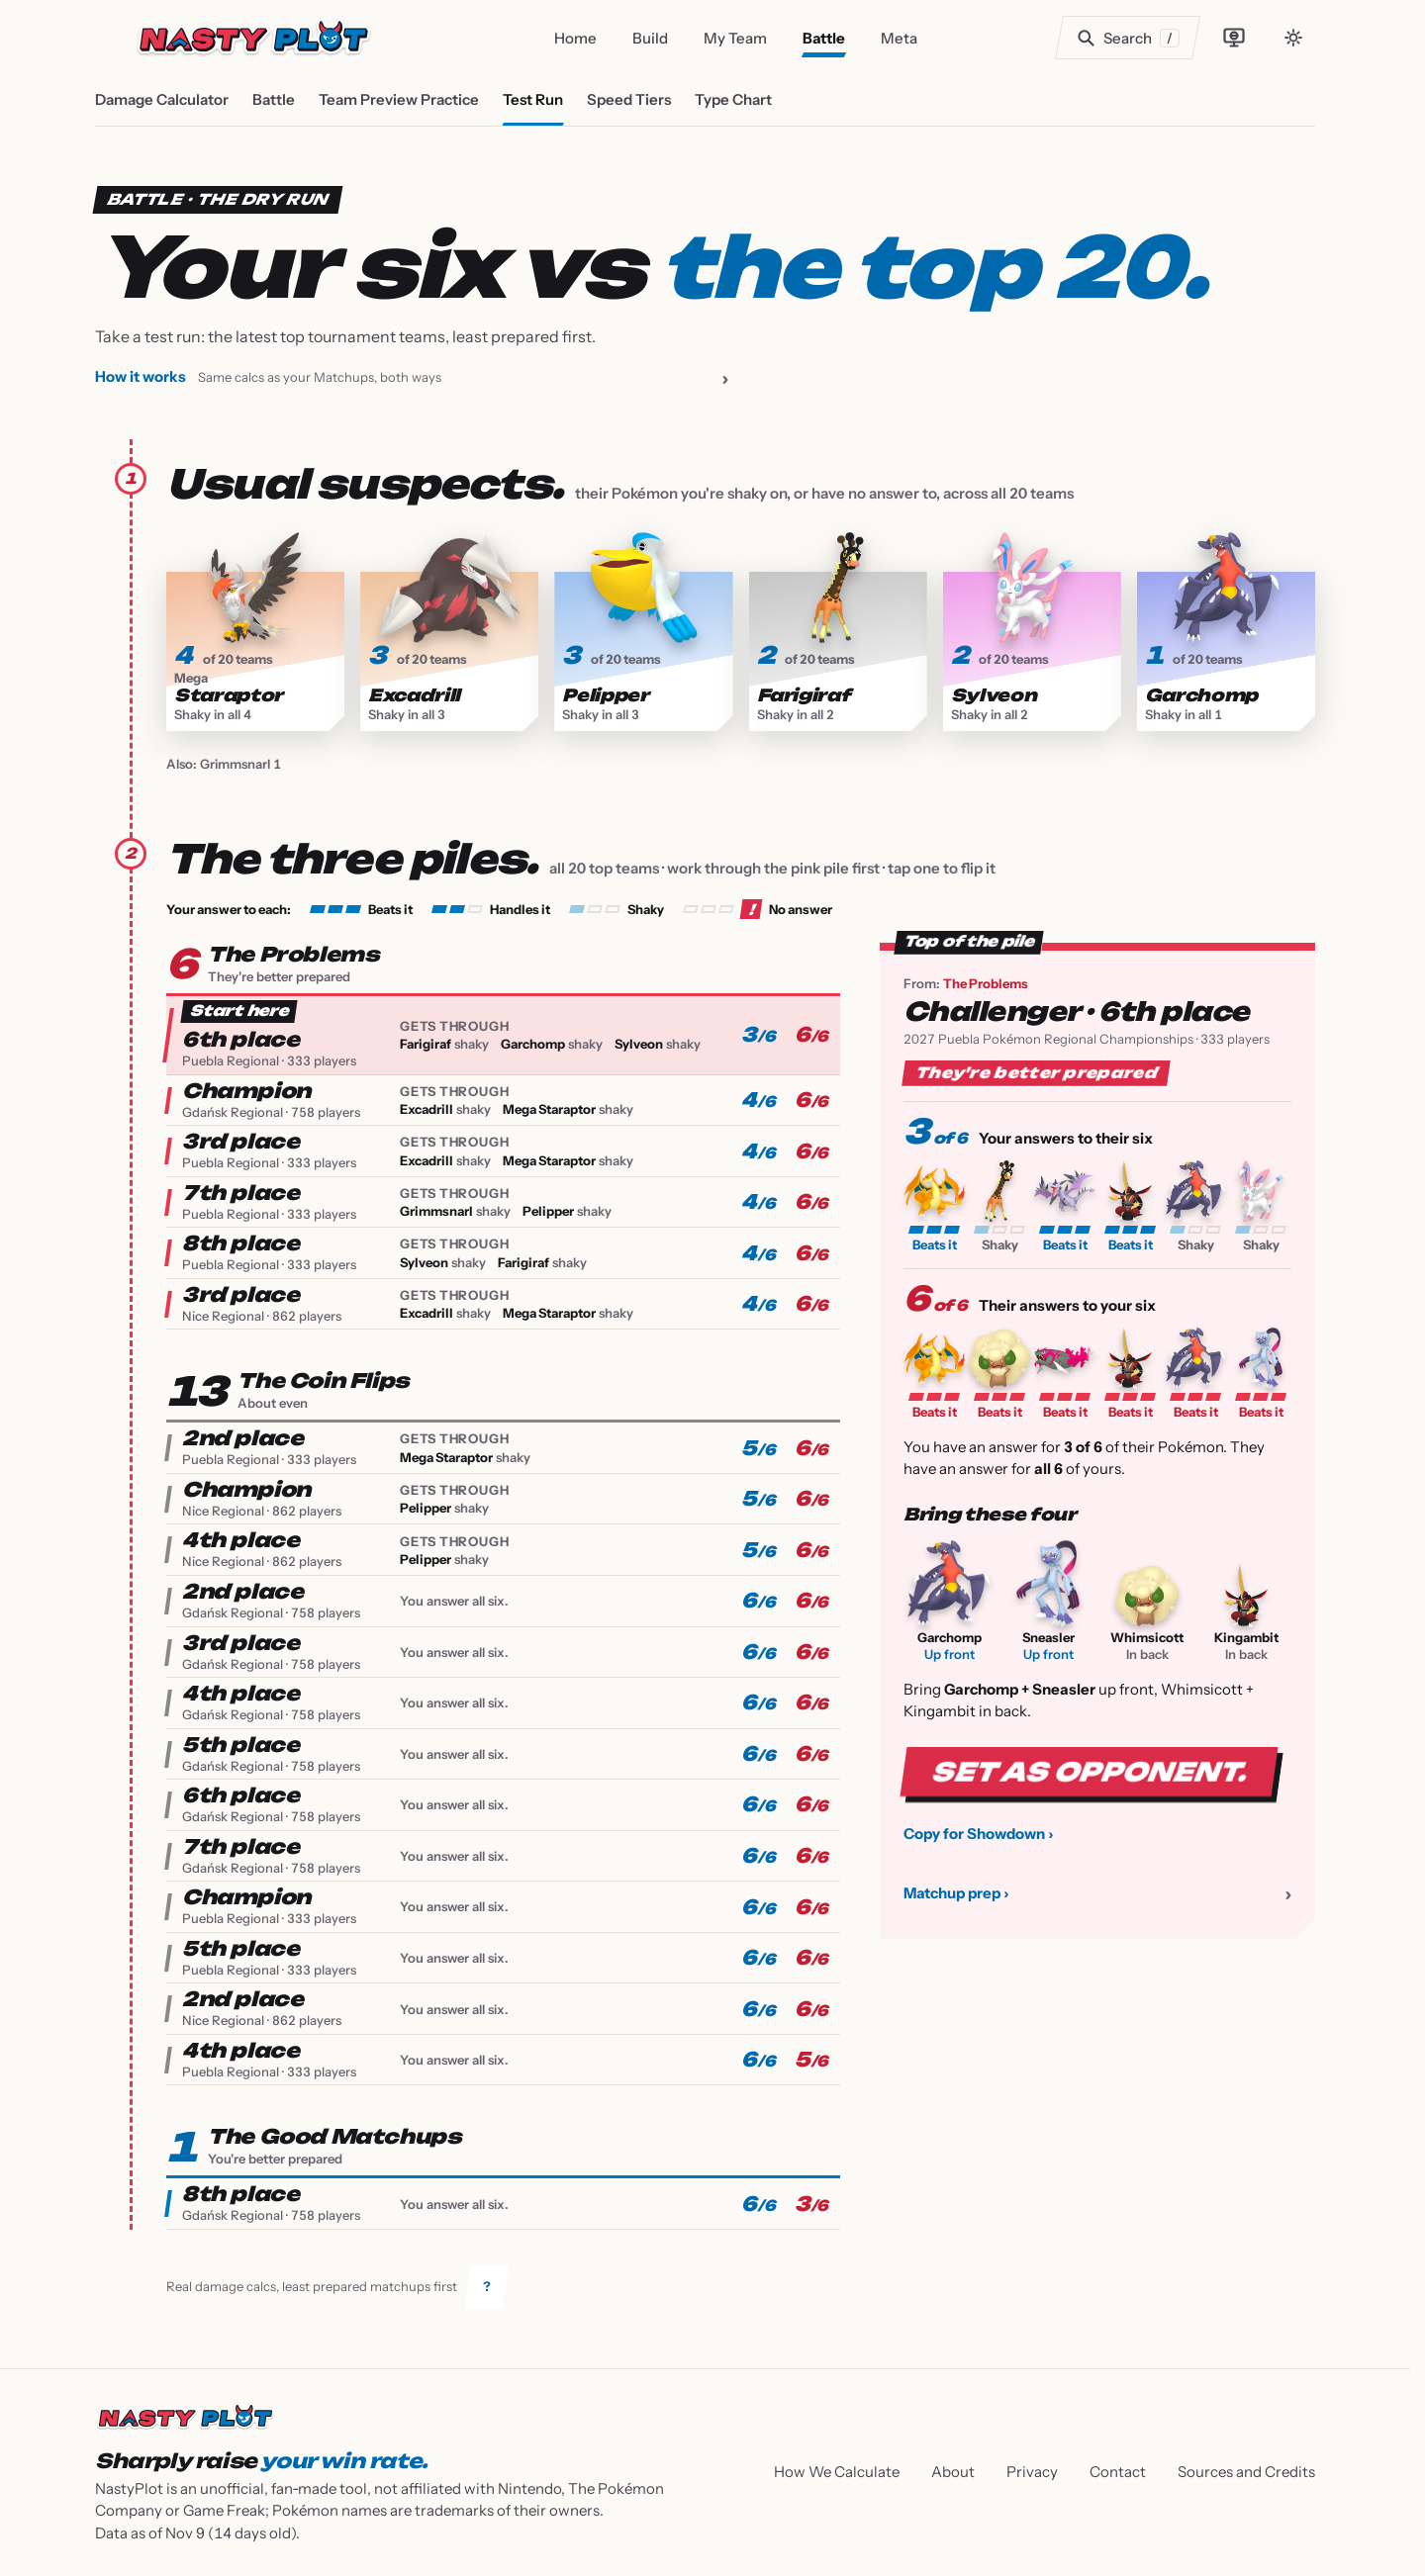 NASTY PLOT
Home
Build
My Team
Battle
Meta
Search /
Damage Calculator
Battle
Team Preview Practice
Test Run
Speed Tiers
Type Chart
BATTLE · THE DRY RUN
Your six vs the top 20.
Take a test run: the latest top tournament teams, least prepared first.
How it works Same calcs as your Matchups, both ways ›
1
Usual suspects. their Pokémon you're shaky on, or have no answer to, across all 20 teams
4 of 20 teams
Mega
Staraptor
Shaky in all 4
3 of 20 teams
Excadrill
Shaky in all 3
3 of 20 teams
Pelipper
Shaky in all 3
2 of 20 teams
Farigiraf
Shaky in all 2
2 of 20 teams
Sylveon
Shaky in all 2
1 of 20 teams
Garchomp
Shaky in all 1
Also: Grimmsnarl 1
2
The three piles. all 20 top teams · work through the pink pile first · tap one to flip it
Your answer to each: Beats it Handles it Shaky ! No answer
6 The Problems
They're better prepared
Start here
6th place
Puebla Regional · 333 players
GETS THROUGH
Farigiraf shaky Garchomp shaky Sylveon shaky
3/6 6/6
Champion
Gdańsk Regional · 758 players
GETS THROUGH
Excadrill shaky Mega Staraptor shaky
4/6 6/6
3rd place
Puebla Regional · 333 players
GETS THROUGH
Excadrill shaky Mega Staraptor shaky
4/6 6/6
7th place
Puebla Regional · 333 players
GETS THROUGH
Grimmsnarl shaky Pelipper shaky
4/6 6/6
8th place
Puebla Regional · 333 players
GETS THROUGH
Sylveon shaky Farigiraf shaky
4/6 6/6
3rd place
Nice Regional · 862 players
GETS THROUGH
Excadrill shaky Mega Staraptor shaky
4/6 6/6
13 The Coin Flips
About even
2nd place
Puebla Regional · 333 players
GETS THROUGH
Mega Staraptor shaky
5/6 6/6
Champion
Nice Regional · 862 players
GETS THROUGH
Pelipper shaky
5/6 6/6
4th place
Nice Regional · 862 players
GETS THROUGH
Pelipper shaky
5/6 6/6
2nd place
Gdańsk Regional · 758 players
You answer all six.
6/6 6/6
3rd place
Gdańsk Regional · 758 players
You answer all six.
6/6 6/6
4th place
Gdańsk Regional · 758 players
You answer all six.
6/6 6/6
5th place
Gdańsk Regional · 758 players
You answer all six.
6/6 6/6
6th place
Gdańsk Regional · 758 players
You answer all six.
6/6 6/6
7th place
Gdańsk Regional · 758 players
You answer all six.
6/6 6/6
Champion
Puebla Regional · 333 players
You answer all six.
6/6 6/6
5th place
Puebla Regional · 333 players
You answer all six.
6/6 6/6
2nd place
Nice Regional · 862 players
You answer all six.
6/6 6/6
4th place
Puebla Regional · 333 players
You answer all six.
6/6 5/6
1 The Good Matchups
You're better prepared
8th place
Gdańsk Regional · 758 players
You answer all six.
6/6 3/6
Real damage calcs, least prepared matchups first ?
Top of the pile
From: The Problems
Challenger · 6th place
2027 Puebla Pokémon Regional Championships · 333 players
They're better prepared
3 of 6 Your answers to their six
Beats it Shaky Beats it Beats it Shaky Shaky
6 of 6 Their answers to your six
Beats it Beats it Beats it Beats it Beats it Beats it
You have an answer for 3 of 6 of their Pokémon. They
have an answer for all 6 of yours.
Bring these four
Garchomp Sneasler Whimsicott Kingambit
Up front Up front In back In back
Bring Garchomp + Sneasler up front, Whimsicott +
Kingambit in back.
SET AS OPPONENT.
Copy for Showdown ›
Matchup prep › ›
NASTY PLOT
Sharply raise your win rate.
NastyPlot is an unofficial, fan-made tool, not affiliated with Nintendo, The Pokémon
Company or Game Freak; Pokémon names are trademarks of their owners.
Data as of Nov 9 (14 days old).
How We Calculate
About
Privacy
Contact
Sources and Credits